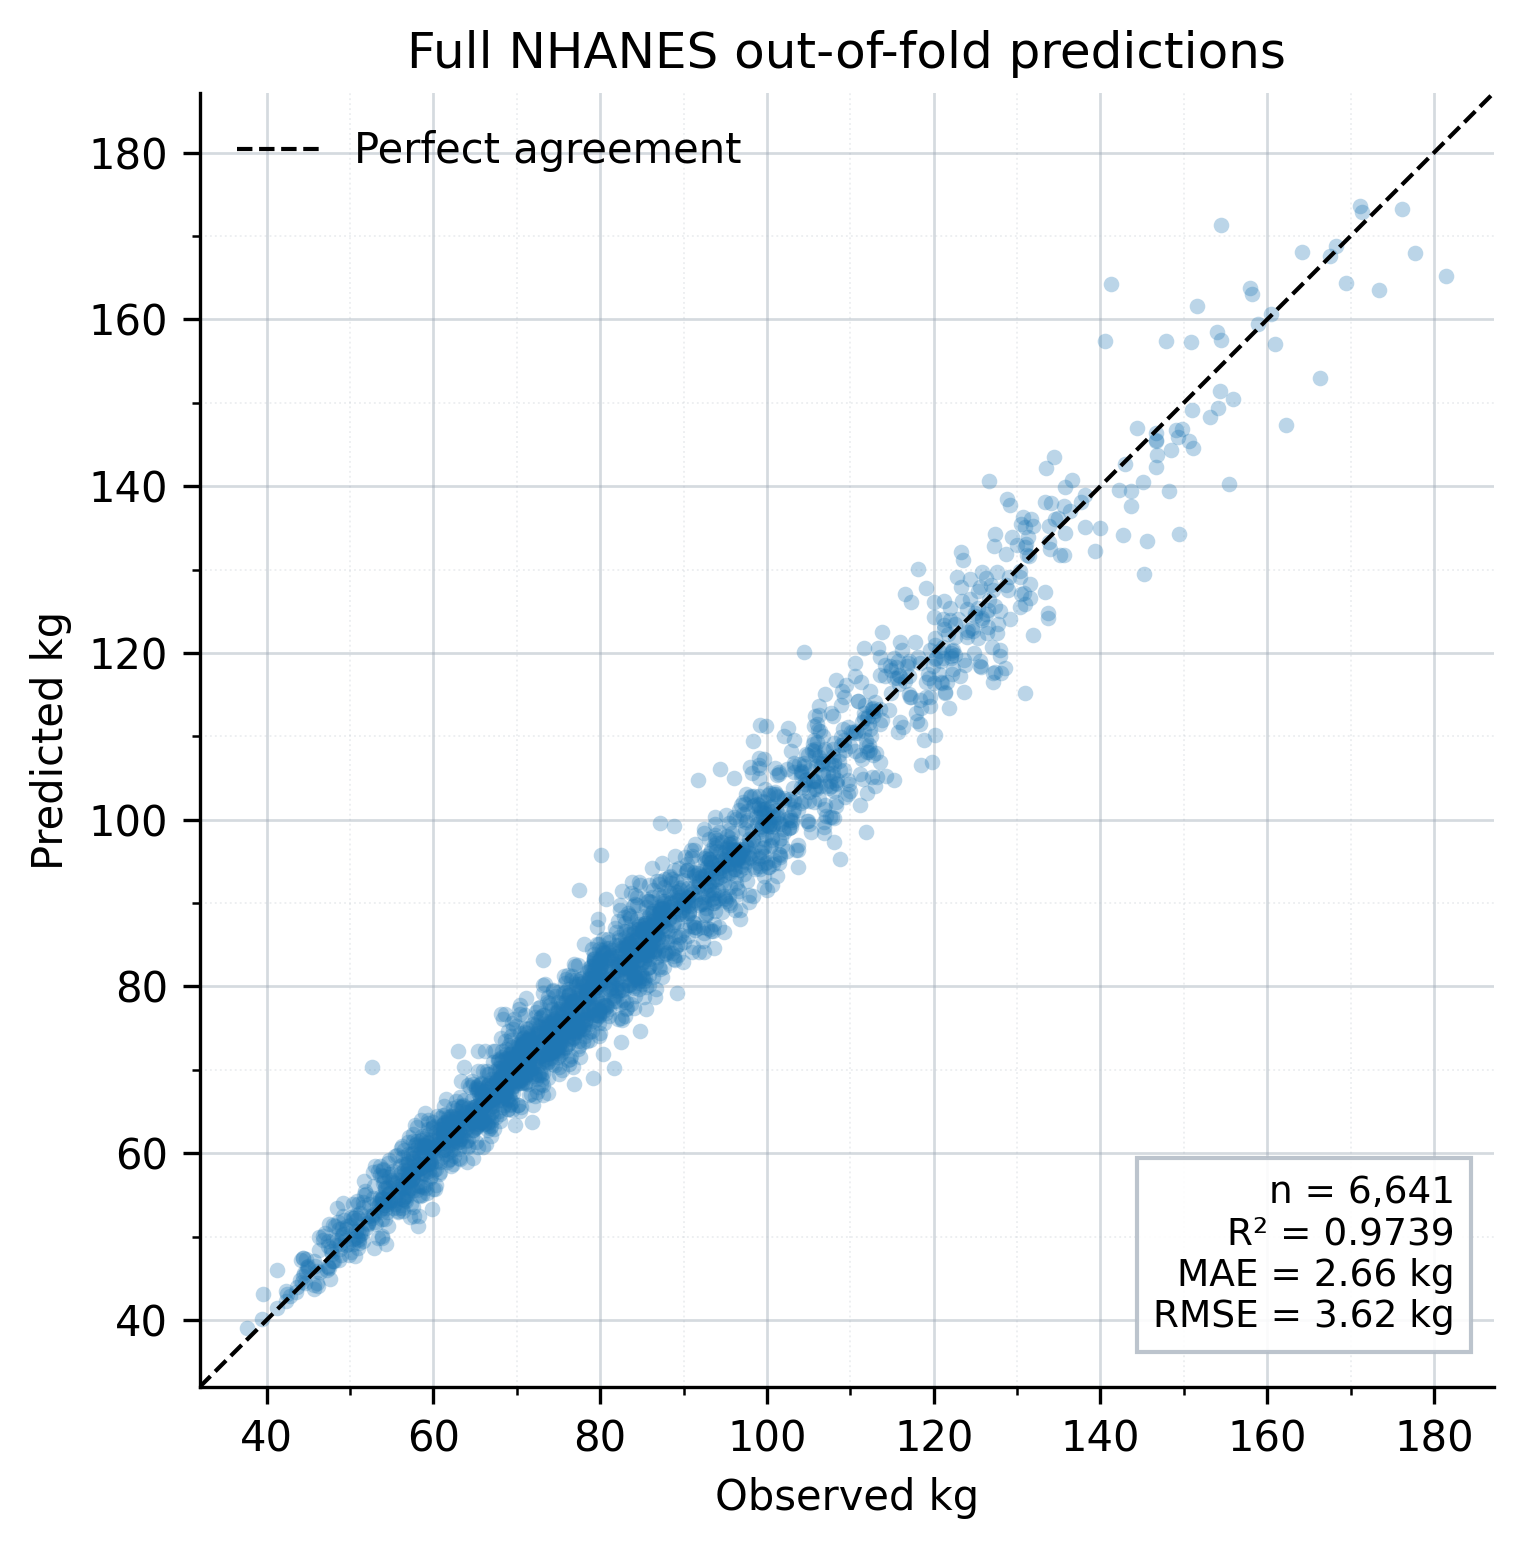 Full NHANES out-of-fold predictions
Perfect agreement
180
160
140
120
100
80
60
40
Predicted kg
n = 6,641
R² = 0.9739
MAE = 2.66 kg
RMSE = 3.62 kg
40 60 80 100 120 140 160 180
Observed kg